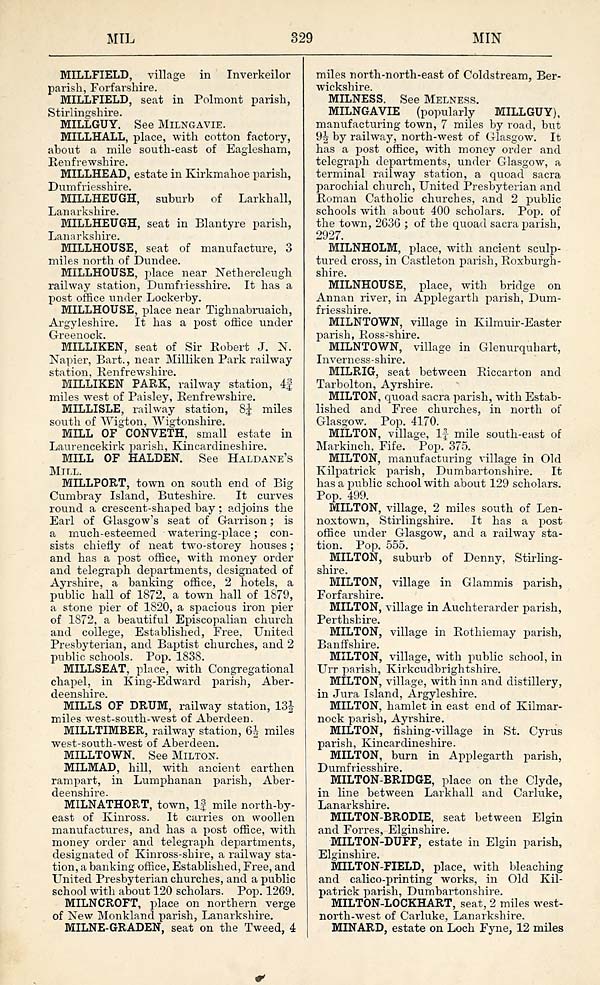 MIL 329 MIN
MILLFIELD, village in Inverkeilor
parish, Forfarshire.
MILLFIELD, seat in Polmont parish,
Stirlingshire.
MILLGUY. See MILNGAVIE.
MILLHALL, place, with cotton factory,
about a mile south-east of Eaglesham,
Renfrewshire.
MILLHEAD, estate in Kirkmahoe parish,
Dumfriesshire.
MILLHEUGH, suburb of Larkhall,
Lanarkshire.
MILLHEUGH, seat in Blantyre parish,
Lanarkshire.
MILLHOUSE, seat of manufacture, 3
miles north of Dundee.
MILLHOUSE, place near Nethercleugh
railway station, Dumfriesshire. It has a
post office under Lockerby.
MILLHOUSE, place near Tighnabruaich,
Argyleshire. It has a post office under
Greenock.
MILLIKEN, seat of Sir Robert J. N.
Napier, Bart., near Milliken Park railway
station, Renfrewshire.
MILLIKEN PARK, railway station, 4¾
miles west of Paisley, Renfrewshire.
MILLISLE, railway station, 8¼ miles
south of Wigton, Wigtonshire.
MILL OF CONVETH, small estate in
Laurencekirk parish, Kincardineshire.
MILL OF HALDEN. See HALDANE'S
MILL.
MILLPORT, town on south end of Big
Cumbray Island, Buteshire. It curves
round a crescent-shaped bay; adjoins the
Earl of Glasgow's seat of Garrison; is
a much-esteemed watering-place; con-
sists chiefly of neat two-storey houses;
and has a post office, with money order
and telegraph departments, designated of
Ayrshire, a banking office, 2 hotels, a
public hall of 1872, a town hall of 1879,
a stone pier of 1820, a spacious iron pier
of 1872, a beautiful Episcopalian church
and college, Established, Free, United
Presbyterian, and Baptist churches, and 2
public schools. Pop. 1838.
MILLSEAT, place, with Congregational
chapel, in King-Edward parish, Aber-
deenshire.
MILLS OF DRUM, railway station, 13½
miles west-south-west of Aberdeen.
MILLTIMBER, railway station, 6½ miles
west-south-west of Aberdeen.
MILLTOWN. See MILTON.
MILMAD, hill, with ancient earthen
rampart, in Lumphanan parish, Aber-
deenshire.
MILNATHORT, town, 1¾ mile north-by-
east of Kinross. It carries on woollen
manufactures, and has a post office, with
money order and telegraph departments,
designated of Kinross-shire, a railway sta-
tion, a banking office, Established, Free, and
United Presbyterian churches, and a public
school with about 120 scholars. Pop. 1269.
MILNCROFT, place on northern verge
of New Monkland parish, Lanarkshire.
MILNE-GRADEN, seat on the Tweed, 4
miles north-north-east of Coldstream, Ber-
wickshire.
MILNESS. See MELNESS.
MILNGAVIE (popularly MILLGUY),
manufacturing town, 7 miles by road, but
9½ by railway, north-west of Glasgow. It
has a post office, with money order and
telegraph departments, under Glasgow, a
terminal railway station, a quoad sacra
parochial church, United Presbyterian and
Roman Catholic churches, and 2 public
schools with about 400 scholars. Pop. of
the town, 2636; of the quoad sacra parish,
2927.
MILNHOLM, place, with ancient sculp-
tured cross, in Castleton parish, Roxburgh-
shire.
MILNHOUSE, place, with bridge on
Annan river, in Applegarth parish, Dum-
friesshire.
MILNTOWN, village in Kilmuir-Easter
parish, Ross-shire.
MILNTOWN, village in Glenurquhart,
Inverness-shire.
MILRIG, seat between Riccarton and
Tarbolton, Ayrshire.
MILTON, quoad sacra parish, with Estab-
lished and Free churches, in north of
Glasgow. Pop. 4170.
MILTON, village, 1¾ mile south-east of
Markinch, Fife. Pop. 375.
MILTON, manufacturing village in Old
Kilpatrick parish, Dumbartonshire. It
has a public school with about 129 scholars.
Pop. 499.
MILTON, village, 2 miles south of Len-
noxtown, Stirlingshire. It has a post
office under Glasgow, and a railway sta-
tion. Pop. 555.
MILTON, suburb of Denny, Stirling-
shire.
MILTON, village in Glammis parish,
Forfarshire.
MILTON, village in Auchterarder parish,
Perthshire.
MILTON, village in Rothiemay parish,
Banffshire.
MILTON, village, with public school, in
Urr parish, Kirkcudbrightshire.
MILTON, village, with inn and distillery,
in Jura Island, Argyleshire.
MILTON, hamlet in east end of Kilmar-
nock parish, Ayrshire.
MILTON, fishing-village in St. Cyrus
parish, Kincardineshire.
MILTON, burn in Applegarth parish,
Dumfriesshire.
MILTON-BRIDGE, place on the Clyde,
in line between Larkhall and Carluke,
Lanarkshire.
MILTON-BRODIE, seat between Elgin
and Forres, Elginshire.
MILTON-DUFF, estate in Elgin parish,
Elginshire.
MILTON-FIELD, place, with bleaching
and calico-printing works, in Old Kil-
patrick parish, Dumbartonshire.
MILTON-LOCKHART, seat, 2 miles west-
north-west of Carluke, Lanarkshire.
MINARD, estate on Loch Fyne, 12 miles